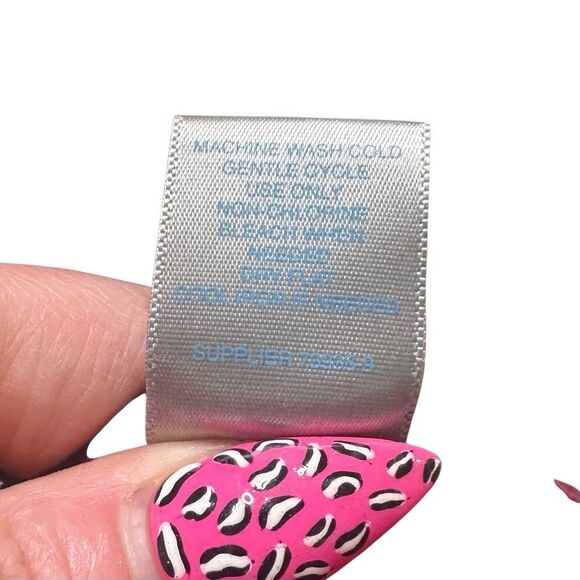 MACHINE WASH COLD
GENTLE CYCLE
USE ONLY
NON-CHLORINE
BLEACH WHEN
NEEDED
DRY FLAT
COOL IRON IF NEEDED
SUPPLIER